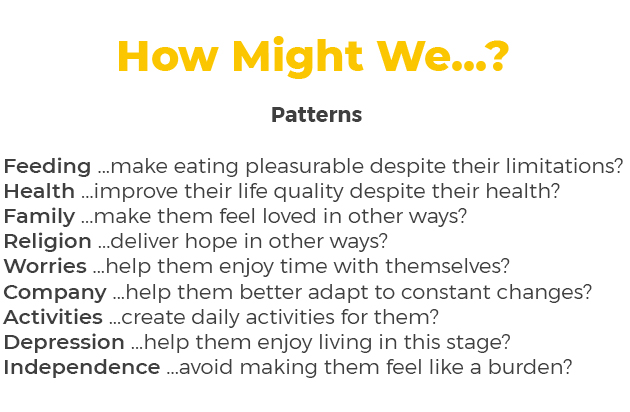 How Might We...?
Patterns
Feeding ...make eating pleasurable despite their limitations?
Health ...improve their life quality despite their health?
Family ...make them feel loved in other ways?
Religion ...deliver hope in other ways?
Worries ...help them enjoy time with themselves?
Company ...help them better adapt to constant changes?
Activities ...create daily activities for them?
Depression ...help them enjoy living in this stage?
Independence ...avoid making them feel like a burden?